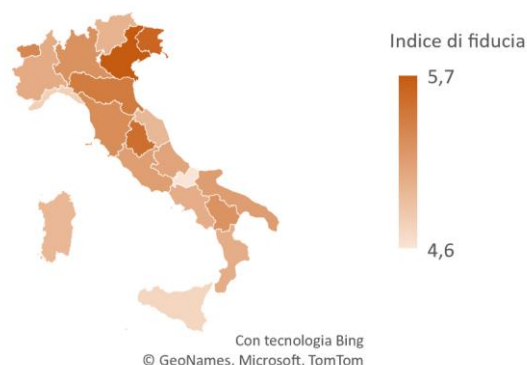 Indice di fiducia
5,7
4,6
Con tecnologia Bing
© GeoNames, Microsoft, TomTom